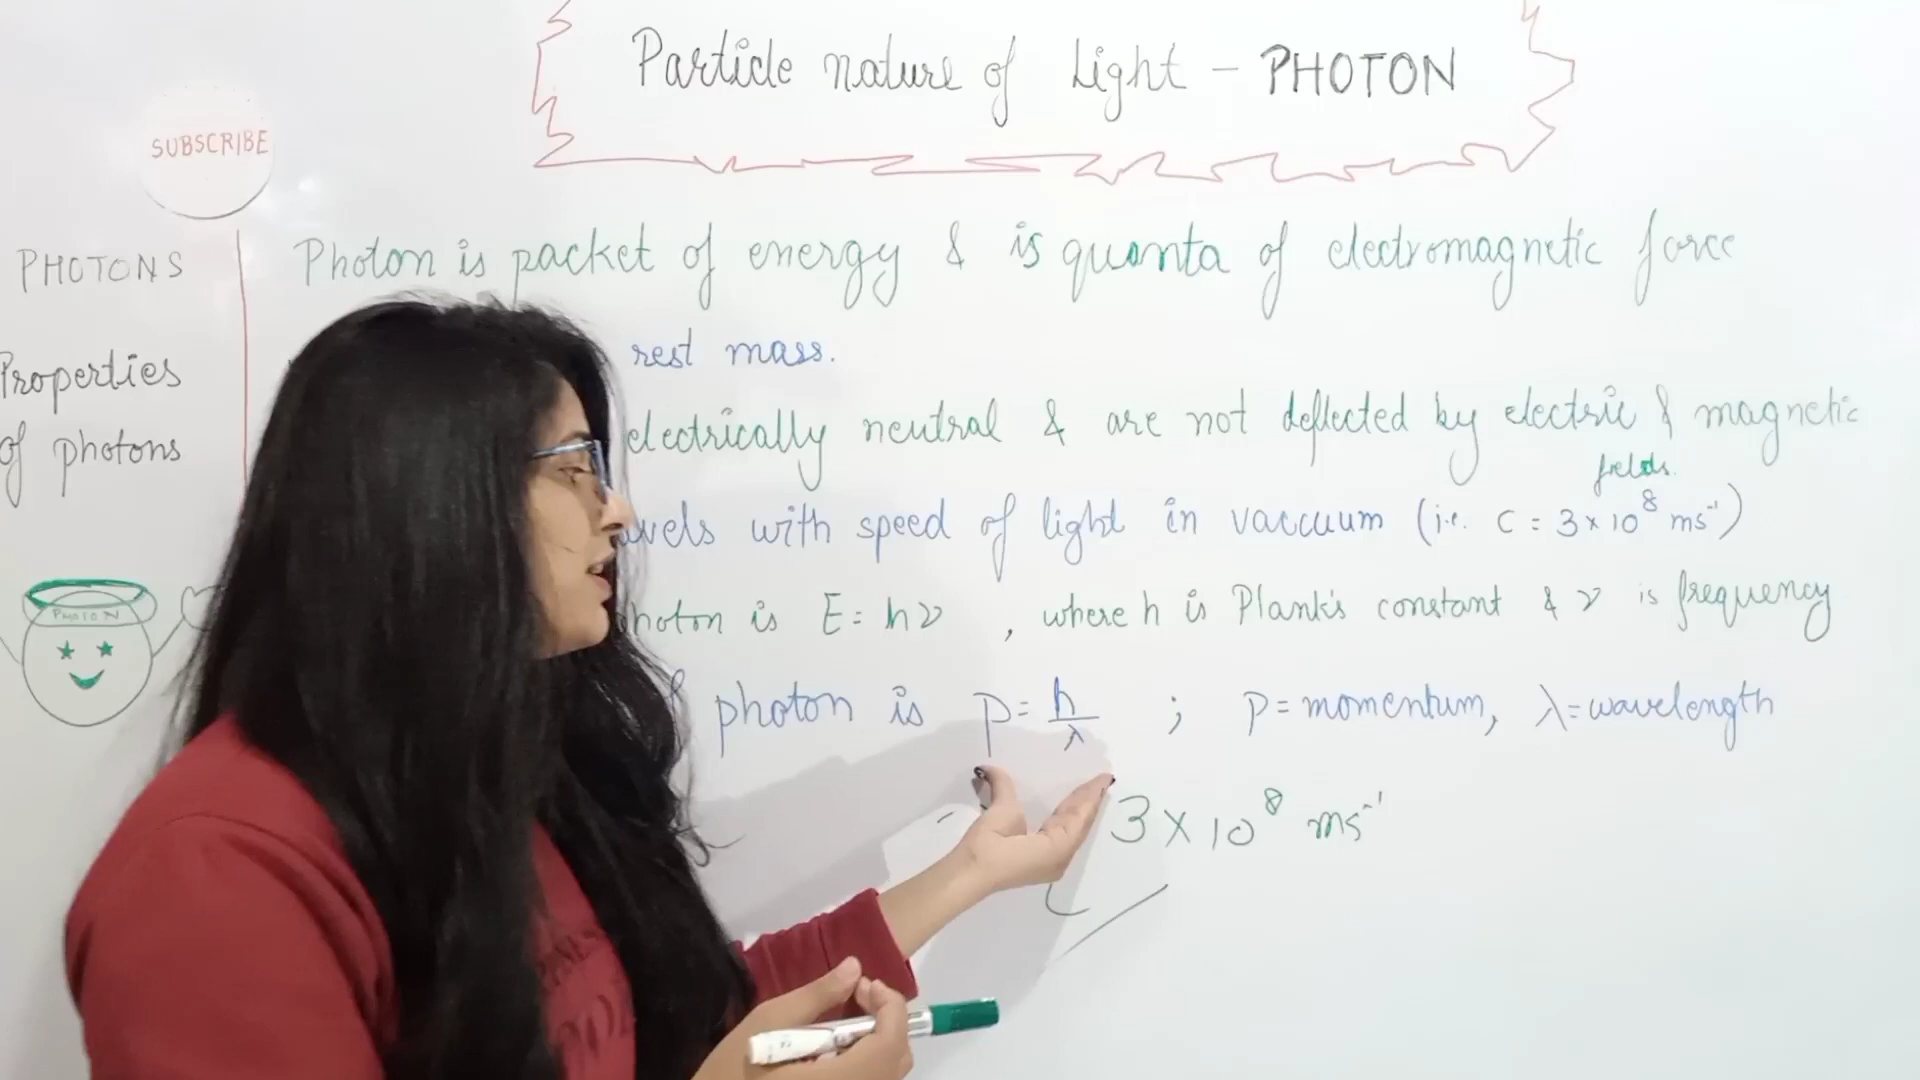 Particle nature of Light - PHOTON
SUBSCRIBE
PHOTONS
Photon is packet of energy & is quanta of electromagnetic force
rest mass.
Properties
of photons
electrically neutral & are not deflected by electric & magnetic
fields.
with speed of light in vaccuum (i.e. C = 3 × 10⁸ ms⁻¹)
PHOTON
is E = hν , where h is Plank's constant & ν is frequency
photon is p = h/λ ; p = momentum, λ = wavelength
3 × 10⁸ ms⁻¹